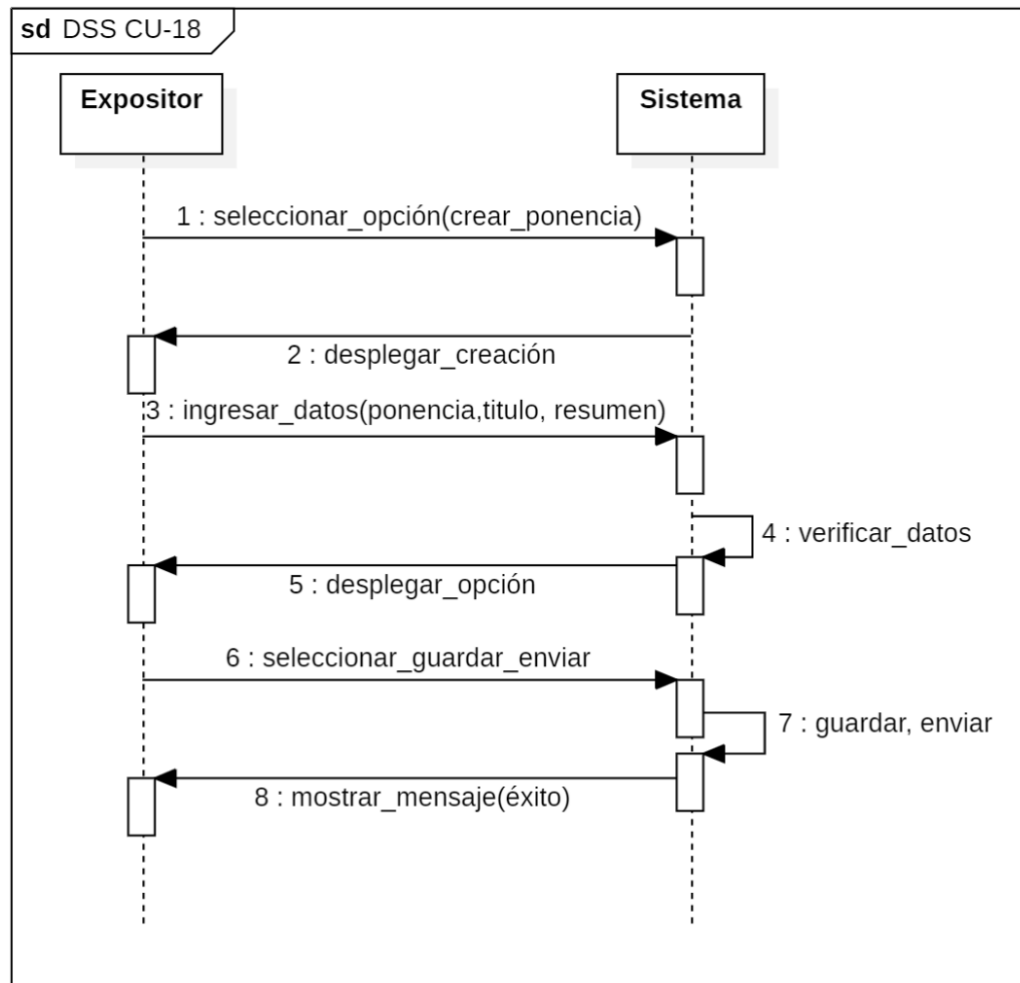 sd DSS CU-18
Expositor
Sistema
1 : seleccionar_opción(crear_ponencia)
2 : desplegar_creación
3 : ingresar_datos(ponencia,titulo, resumen)
4 : verificar_datos
5 : desplegar_opción
6 : seleccionar_guardar_enviar
7 : guardar, enviar
8 : mostrar_mensaje(éxito)